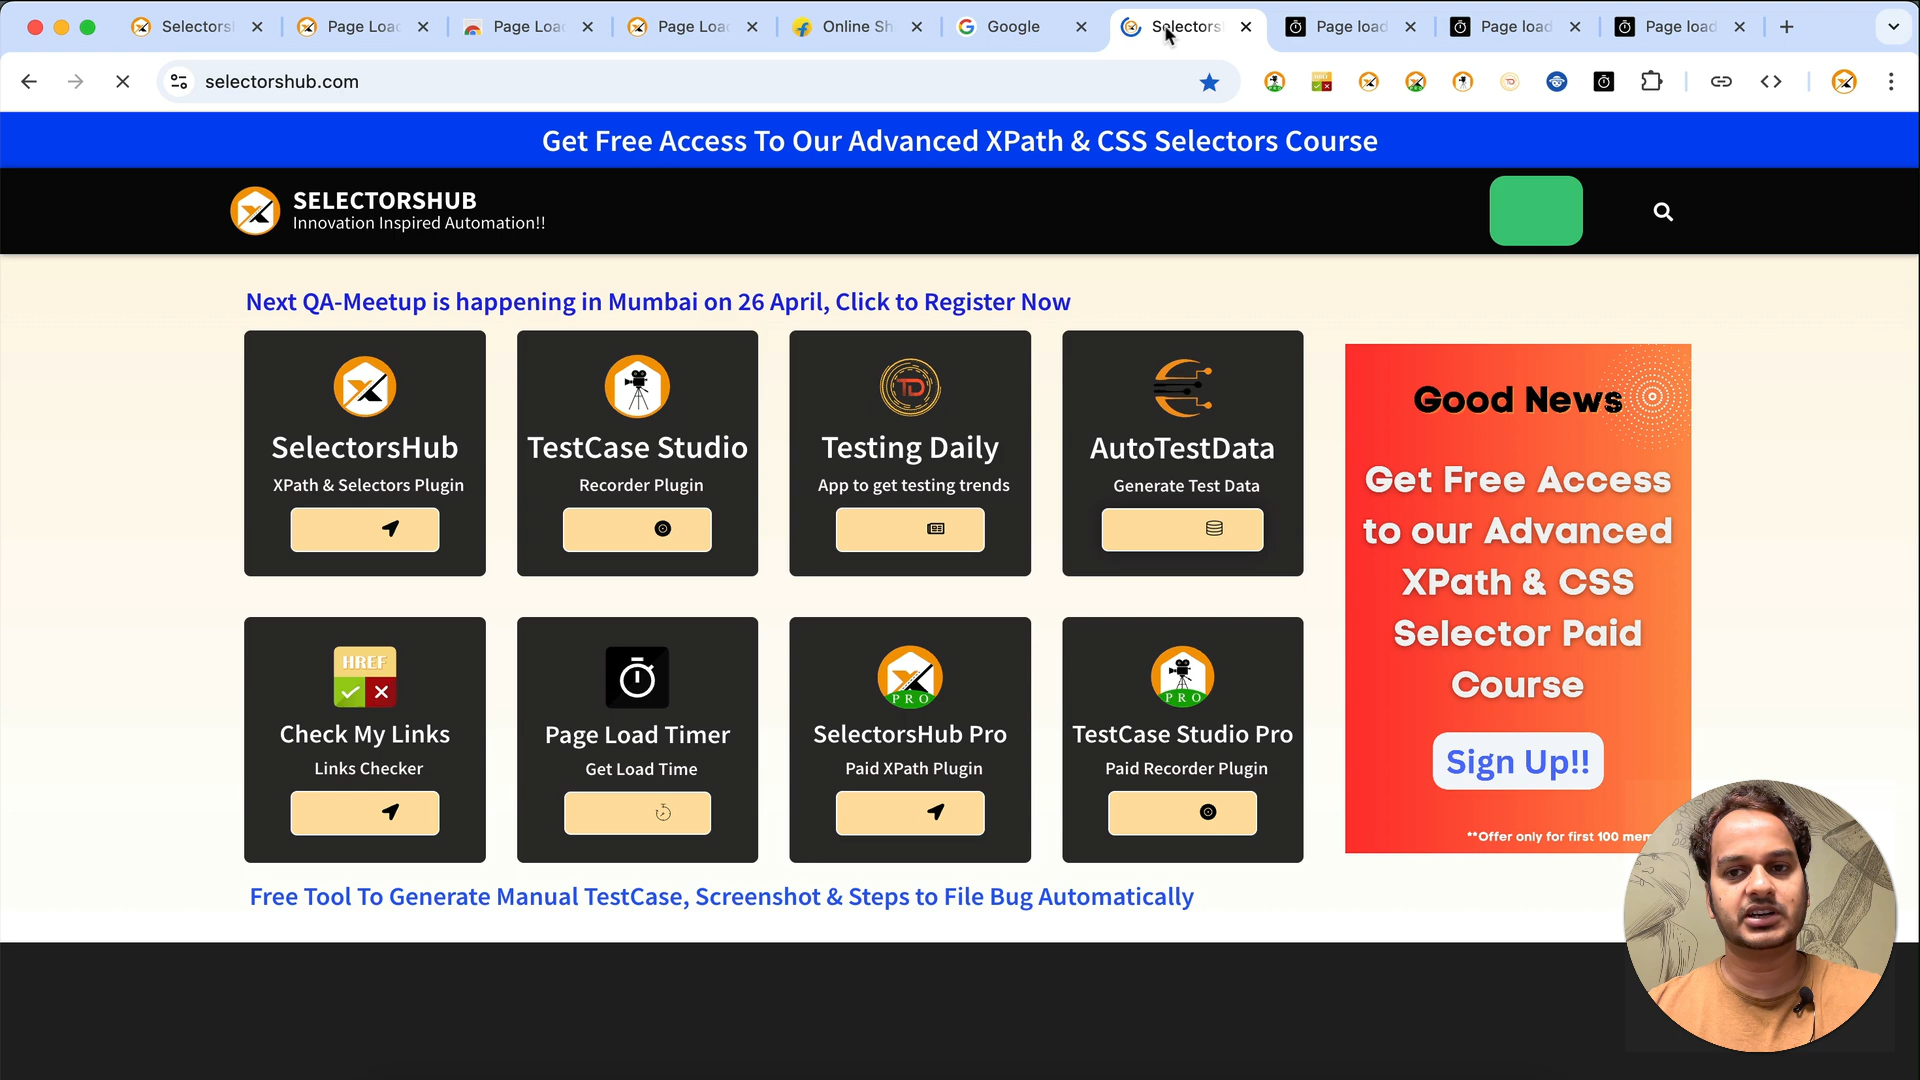 Selectors
Page Loa
Page Loa
Page Loa
Online Sh
Google
Selectorsh
Page load
Page load
Page load
selectorshub.com
Get Free Access To Our Advanced XPath & CSS Selectors Course
SELECTORSHUB
Innovation Inspired Automation!!
Next QA-Meetup is happening in Mumbai on 26 April, Click to Register Now
SelectorsHub
XPath & Selectors Plugin
TestCase Studio
Recorder Plugin
TD
Testing Daily
App to get testing trends
AutoTestData
Generate Test Data
HREF
Check My Links
Links Checker
Page Load Timer
Get Load Time
PRO
SelectorsHub Pro
Paid XPath Plugin
PRO
TestCase Studio Pro
Paid Recorder Plugin
Good News
Get Free Access
to our Advanced
XPath & CSS
Selector Paid
Course
Sign Up!!
**Offer only for first 100 mem
Free Tool To Generate Manual TestCase, Screenshot & Steps to File Bug Automatically